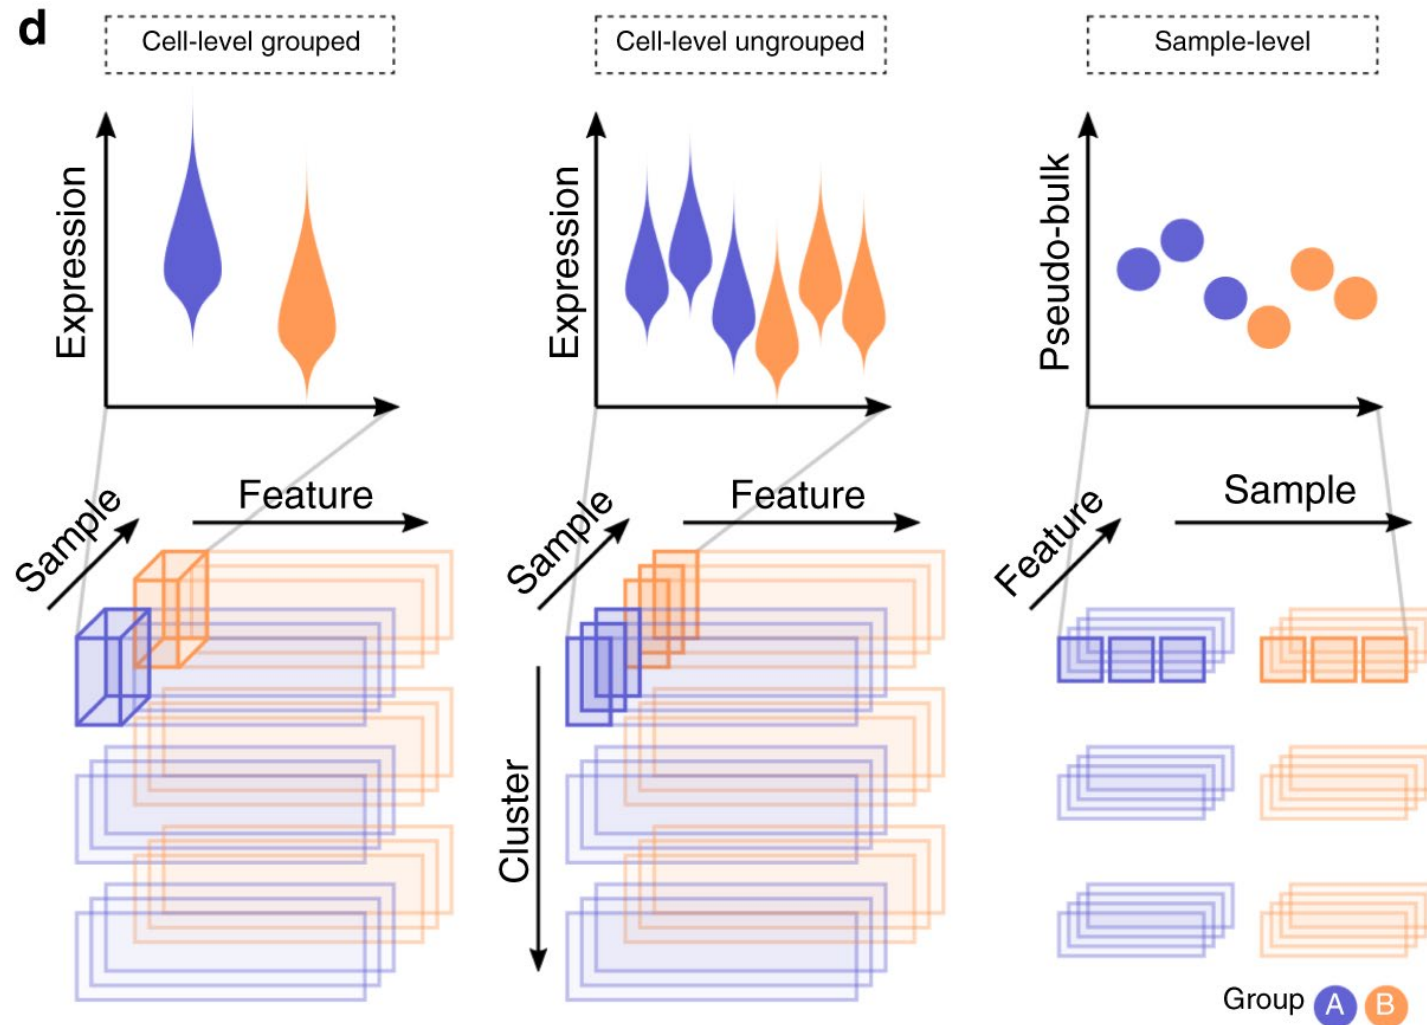 d
Cell-level grouped
Cell-level ungrouped
Sample-level
Expression
Expression
Pseudo-bulk
Sample
Feature
Sample
Feature
Feature
Sample
Cluster
Group A B